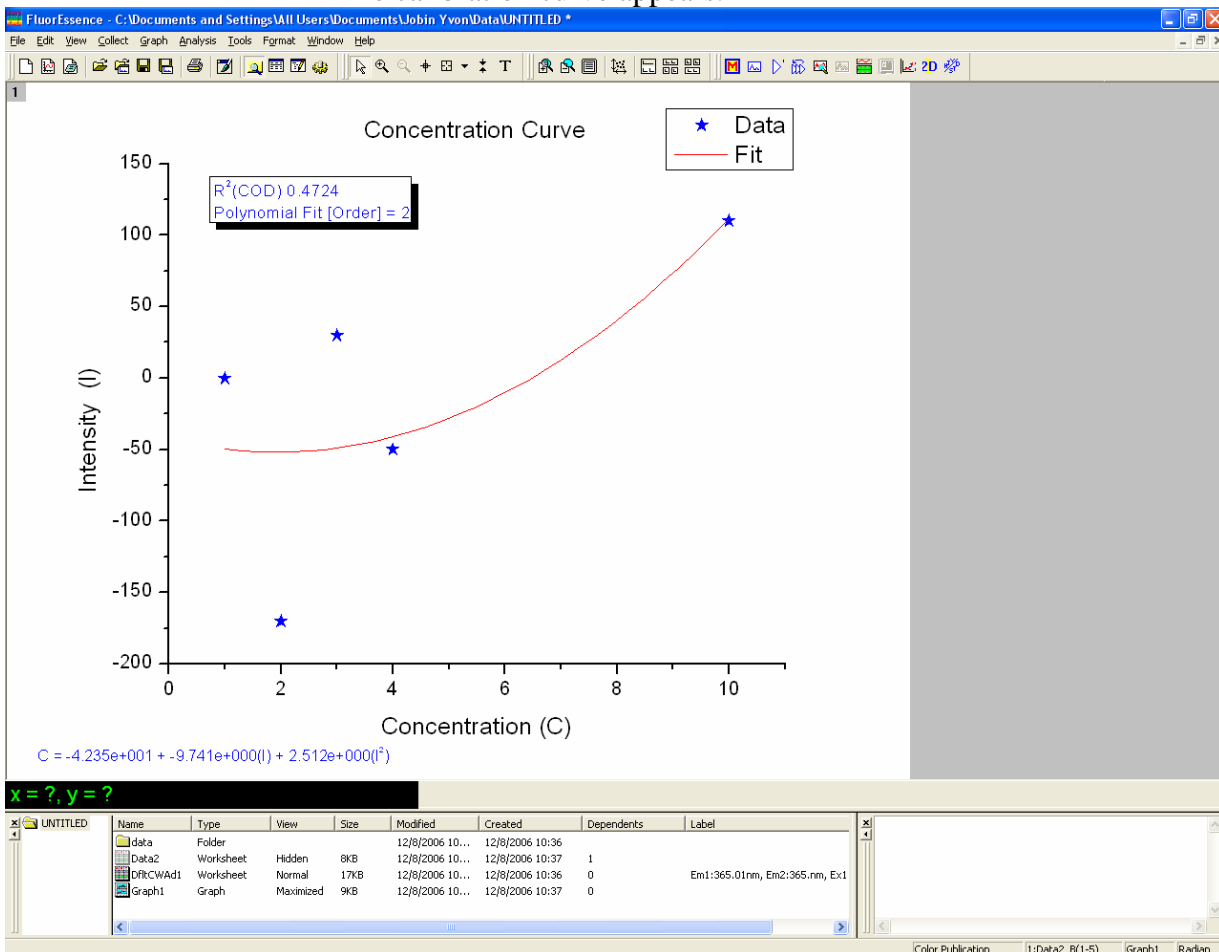 FluorEssence - C:\Documents and Settings\All Users\Documents\Jobin Yvon\Data\UNTITLED *
File Edit View Collect Graph Analysis Tools Format Window Help
M 2D
1
Concentration Curve
Data
Fit
R²(COD) 0.4724
Polynomial Fit [Order] = 2
150
100
50
0
-50
-100
-150
-200
Intensity (I)
0 2 4 6 8 10
Concentration (C)
C = -4.235e+001 + -9.741e+000(I) + 2.512e+000(I²)
x = ?, y = ?
UNTITLED
Name Type View Size Modified Created Dependents Label
data Folder 12/8/2006 10... 12/8/2006 10:36
Data2 Worksheet Hidden 8KB 12/8/2006 10... 12/8/2006 10:37 1
DfltCWAd1 Worksheet Normal 17KB 12/8/2006 10... 12/8/2006 10:36 0 Em1:365.01nm, Em2:365.nm, Ex1
Graph1 Graph Maximized 9KB 12/8/2006 10... 12/8/2006 10:37 0
Color Publication 1:Data2_B(1-5) Graph1 Radian